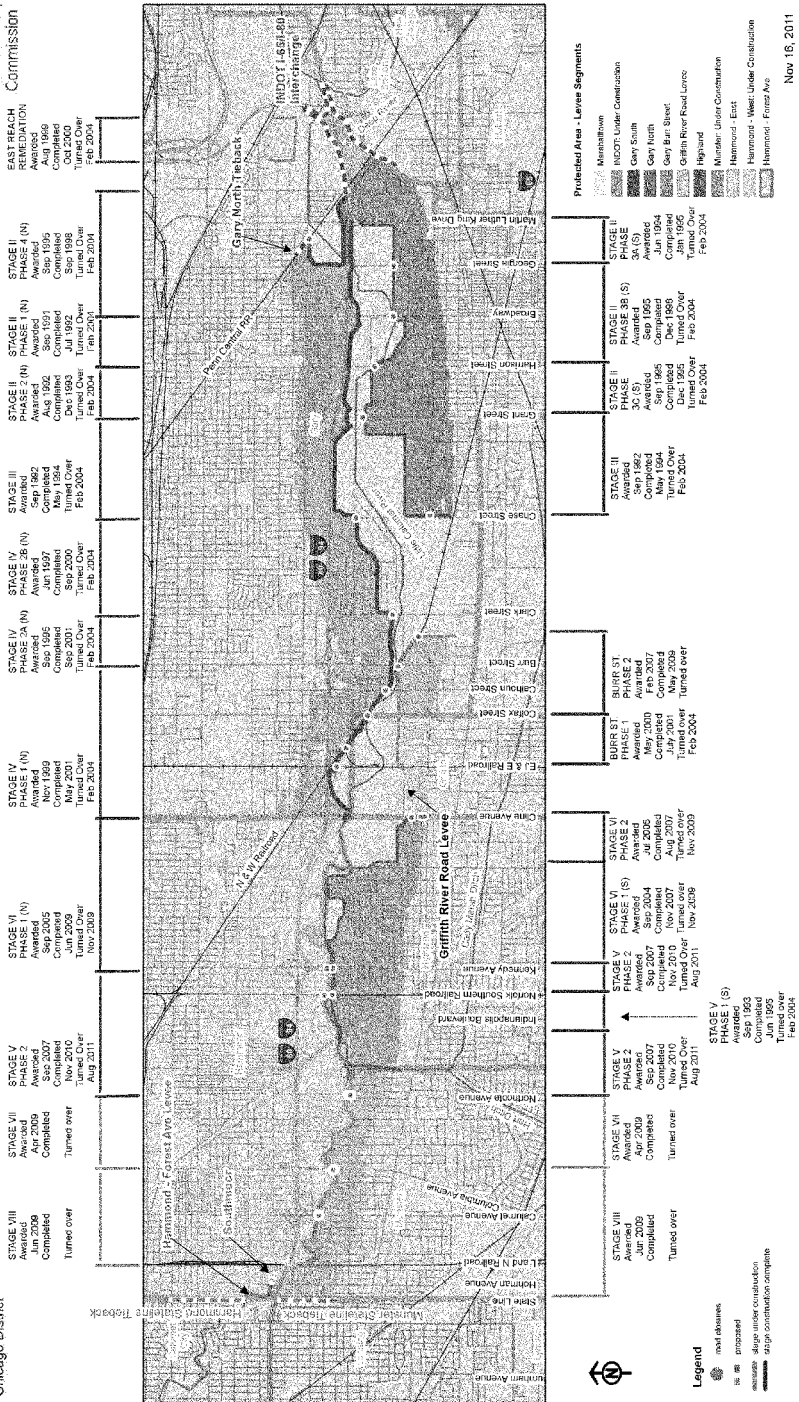 Chicago District
Commission
STAGE VIII
Awarded
Jun 2009
Completed
Turned over
STAGE VII
Awarded
Apr 2009
Completed
Turned over
STAGE V
PHASE 2
Awarded
Sep 2007
Completed
Nov 2010
Turned Over
Aug 2011
STAGE VI
PHASE 1 (N)
Awarded
Sep 2005
Completed
Jun 2009
Turned Over
Nov 2009
STAGE IV
PHASE 1 (N)
Awarded
Nov 1999
Completed
May 2001
Turned Over
Feb 2004
STAGE IV
PHASE 2A (N)
Awarded
Sep 1995
Completed
Sep 2001
Turned Over
Feb 2004
STAGE IV
PHASE 2B (N)
Awarded
Jun 1997
Completed
Sep 2000
Turned Over
Feb 2004
STAGE III
Awarded
Sep 1992
Completed
May 1994
Turned Over
Feb 2004
STAGE II
PHASE 2 (N)
Awarded
Aug 1992
Completed
Dec 1993
Turned Over
Feb 2004
STAGE II
PHASE 1 (N)
Awarded
Sep 1991
Completed
Jul 1992
Turned Over
Feb 2004
STAGE II
PHASE 4 (N)
Awarded
Sep 1995
Completed
Sep 1998
Turned Over
Feb 2004
EAST REACH
REMEDIATION
Awarded
Aug 1999
Completed
Oct 2000
Turned Over
Feb 2004
Hammond - Forest Ave Levee
Southmoor
Hammond Stateline Tieback
Munster Stateline Tieback
N & W Railroad
Penn Central RR
Gary North Tieback
INDOT I-65/I-80
Interchange
Griffith River Road Levee
Cady Marsh Ditch
Hart Ditch
Little Calumet River
Burnham Avenue
State Line
Hohman Avenue
L and N Railroad
Calumet Avenue
Columbia Avenue
Northcote Avenue
Indianapolis Boulevard
Norfolk Southern Railroad
Kennedy Avenue
Cline Avenue
EJ & E Railroad
Colfax Street
Calhoun Street
Burr Street
Clark Street
Chase Street
Grant Street
Harrison Street
Broadway
Georgia Street
Martin Luther King Drive
STAGE VIII
Awarded
Jun 2009
Completed
Turned over
STAGE VII
Awarded
Apr 2009
Completed
Turned over
STAGE V
PHASE 2
Awarded
Sep 2007
Completed
Nov 2010
Turned Over
Aug 2011
STAGE V
PHASE 1 (S)
Awarded
Sep 1993
Completed
Jun 1995
Turned Over
Feb 2004
STAGE V
PHASE 2
Awarded
Sep 2007
Completed
Nov 2010
Turned Over
Aug 2011
STAGE VI
PHASE 1 (S)
Awarded
Sep 2004
Completed
Nov 2007
Turned over
Nov 2009
STAGE VI
PHASE 2
Awarded
Jul 2005
Completed
Aug 2007
Turned over
Nov 2009
BURR ST.
PHASE 1
Awarded
May 2000
Completed
July 2001
Turned over
Feb 2004
BURR ST.
PHASE 2
Awarded
Feb 2007
Completed
May 2009
Turned over
STAGE III
Awarded
Sep 1992
Completed
May 1994
Turned Over
Feb 2004
STAGE II
PHASE
3C (S)
Awarded
Sep 1995
Completed
Dec 1995
Turned Over
Feb 2004
STAGE II
PHASE 3B (S)
Awarded
Sep 1995
Completed
Dec 1998
Turned Over
Feb 2004
STAGE II
PHASE
3A (S)
Awarded
Jun 1994
Completed
Jan 1995
Turned Over
Feb 2004
N
Legend
road closures
proposed
stage under construction
stage construction complete
Protected Area - Levee Segments
Marshalltown
INDOT: Under Construction
Gary South
Gary North
Gary Burr Street
Griffith River Road Levee
Highland
Munster: Under Construction
Hammond - East
Hammond - West: Under Construction
Hammond - Forest Ave
Nov 16, 2011